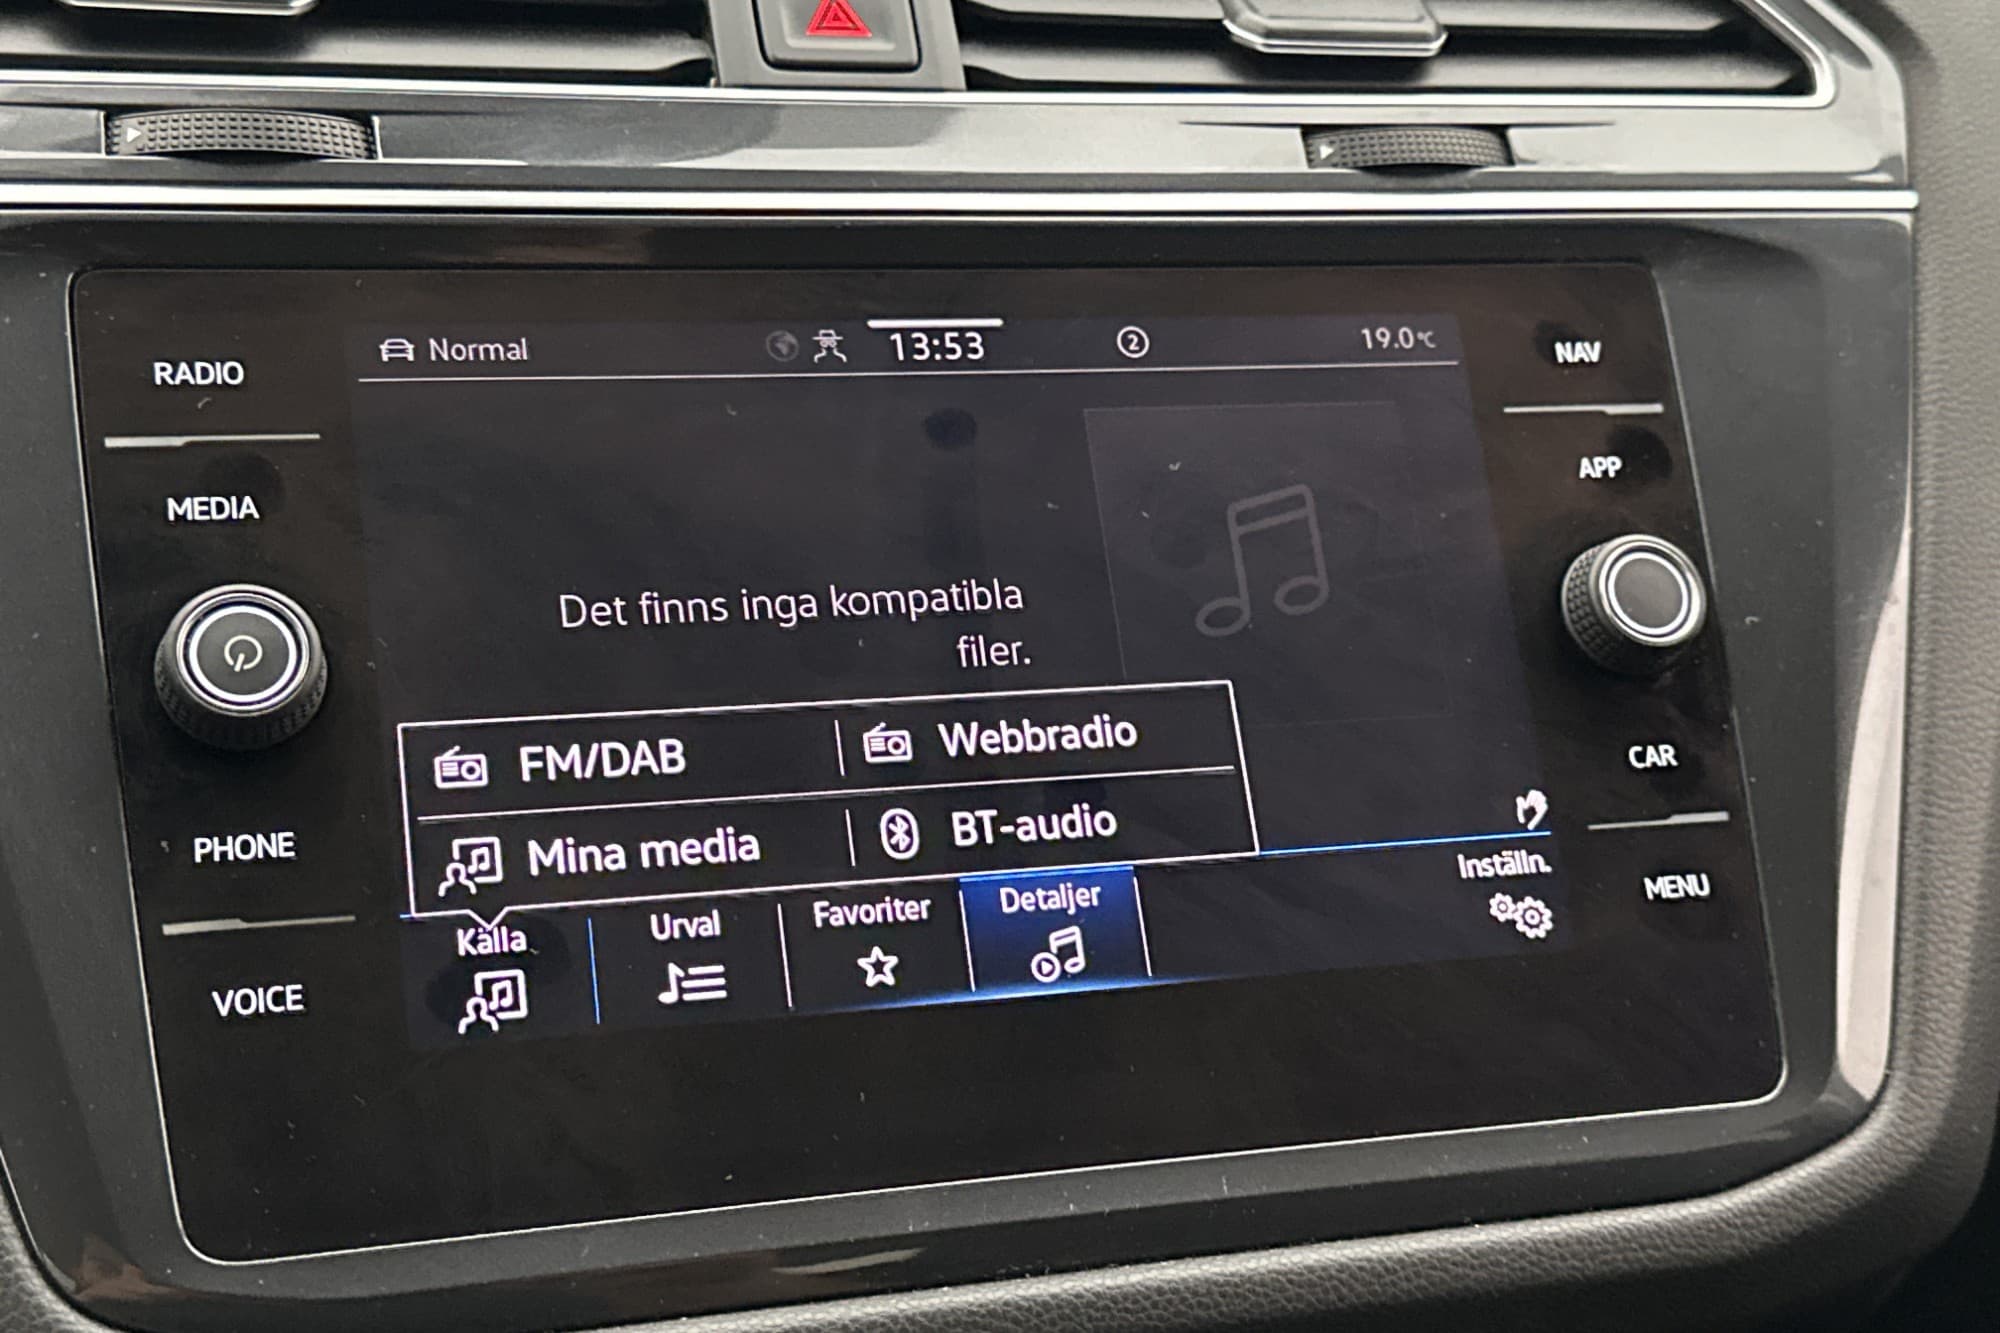 Normal
13:53
2
19.0°C
RADIO
MEDIA
PHONE
VOICE
NAV
APP
CAR
MENU
Det finns inga kompatibla
filer.
FM/DAB
Webbradio
Mina media
BT-audio
Källa
Urval
Favoriter
Detaljer
Inställn.